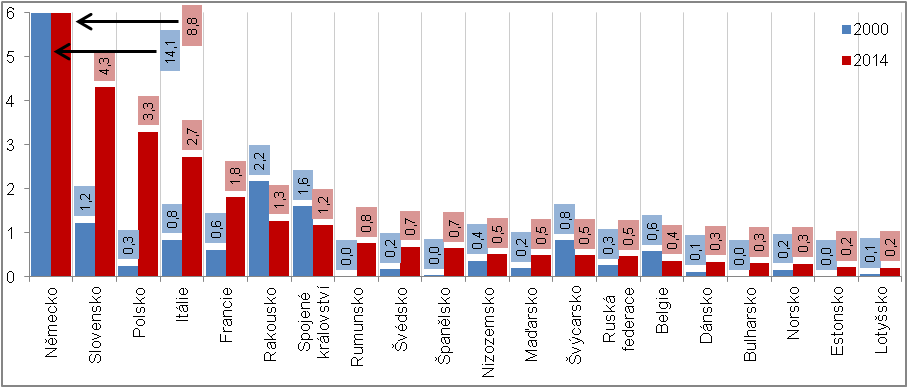 6
5
4
3
2
1
0
14,1
8,8
1,2
4,3
0,3
3,3
0,8
2,7
0,6
1,8
2,2
1,3
1,6
1,2
0,0
0,8
0,2
0,7
0,0
0,7
0,4
0,5
0,2
0,5
0,8
0,5
0,3
0,5
0,6
0,4
0,1
0,3
0,0
0,3
0,2
0,3
0,0
0,2
0,1
0,2
2000
2014
Německo
Slovensko
Polsko
Itálie
Francie
Rakousko
Spojené
království
Rumunsko
Švédsko
Španělsko
Nizozemsko
Maďarsko
Švýcarsko
Ruská
federace
Belgie
Dánsko
Bulharsko
Norsko
Estonsko
Lotyšsko